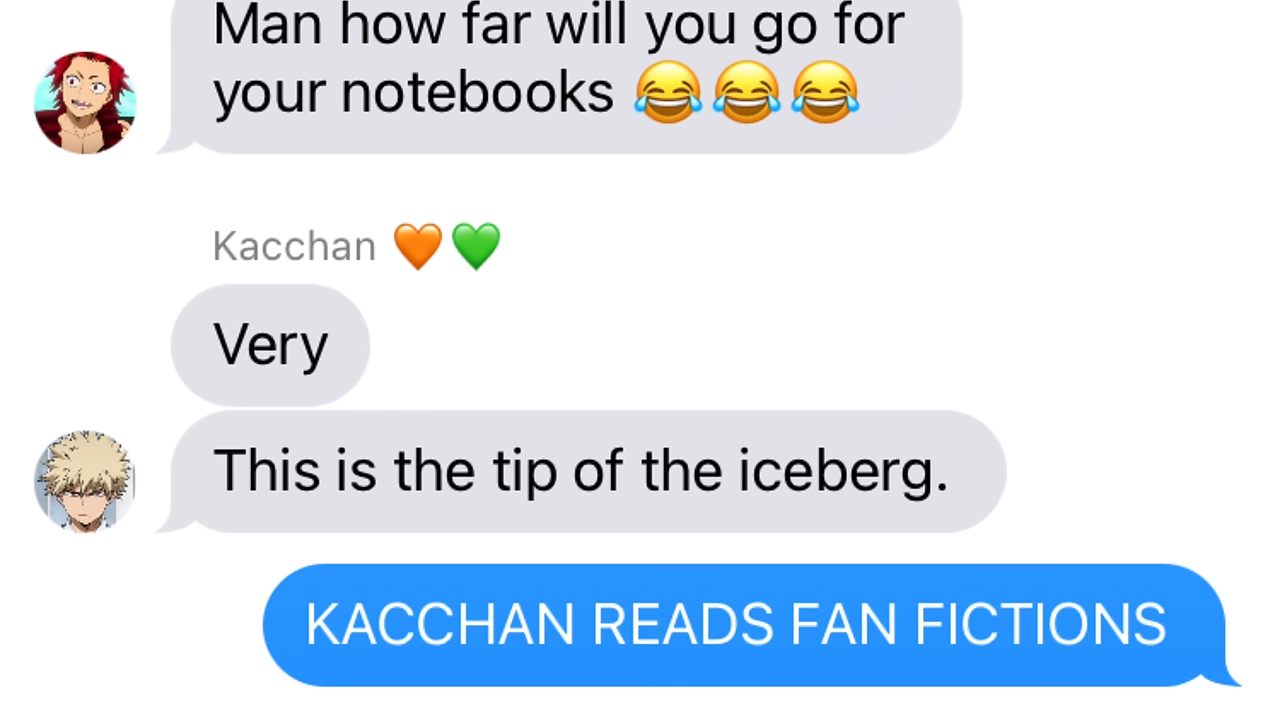 Man how far will you go for
your notebooks 😂😂😂
Kacchan 🧡💚
Very
This is the tip of the iceberg.
KACCHAN READS FAN FICTIONS